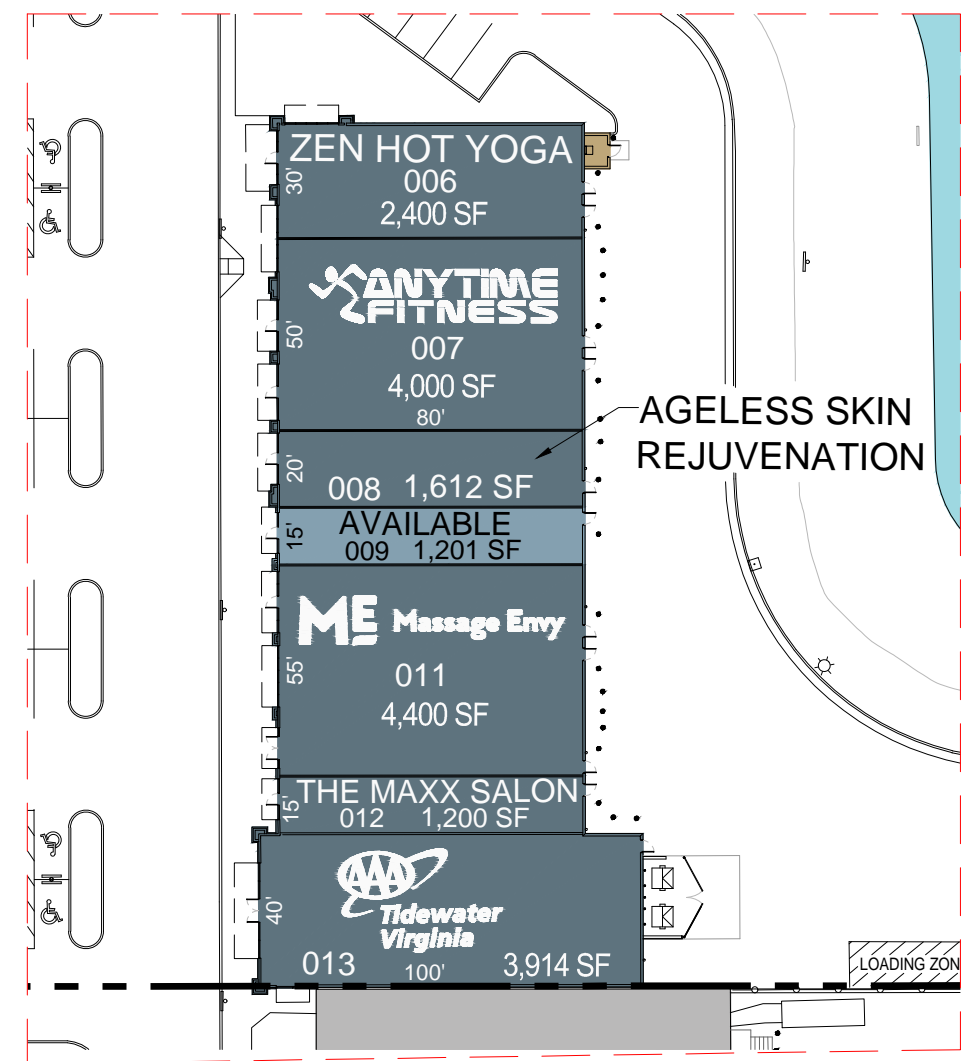 ZEN HOT YOGA
006
30'
2,400 SF
ANYTIME
FITNESS
50'
007
4,000 SF
80'
AGELESS SKIN
REJUVENATION
20'
008 1,612 SF
AVAILABLE
15'
009 1,201 SF
ME Massage Envy
55'
011
4,400 SF
THE MAXX SALON
15'
012 1,200 SF
AAA
40'
Tidewater
Virginia
013 100' 3,914 SF
LOADING ZON